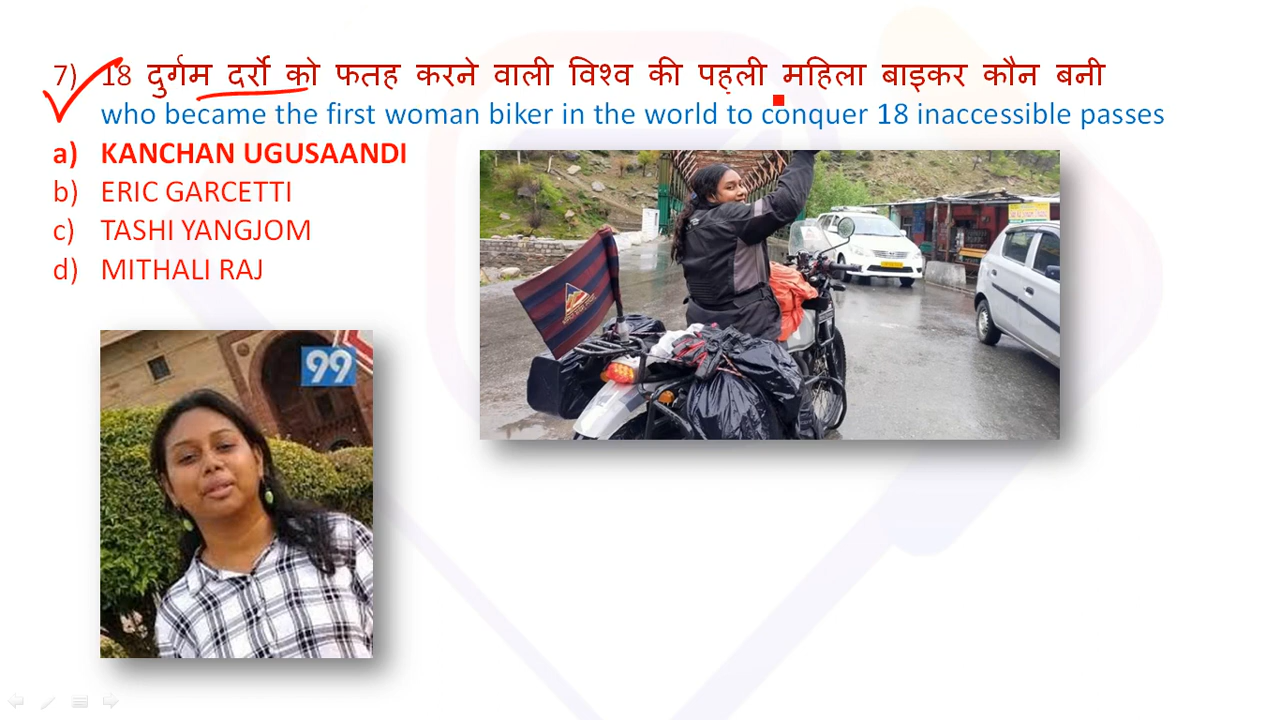 7) 18 दुर्गम दर्रो को फतह करने वाली विश्व की पहली महिला बाइकर कौन बनी
who became the first woman biker in the world to conquer 18 inaccessible passes
a) KANCHAN UGUSAANDI
b) ERIC GARCETTI
c) TASHI YANGJOM
d) MITHALI RAJ
99